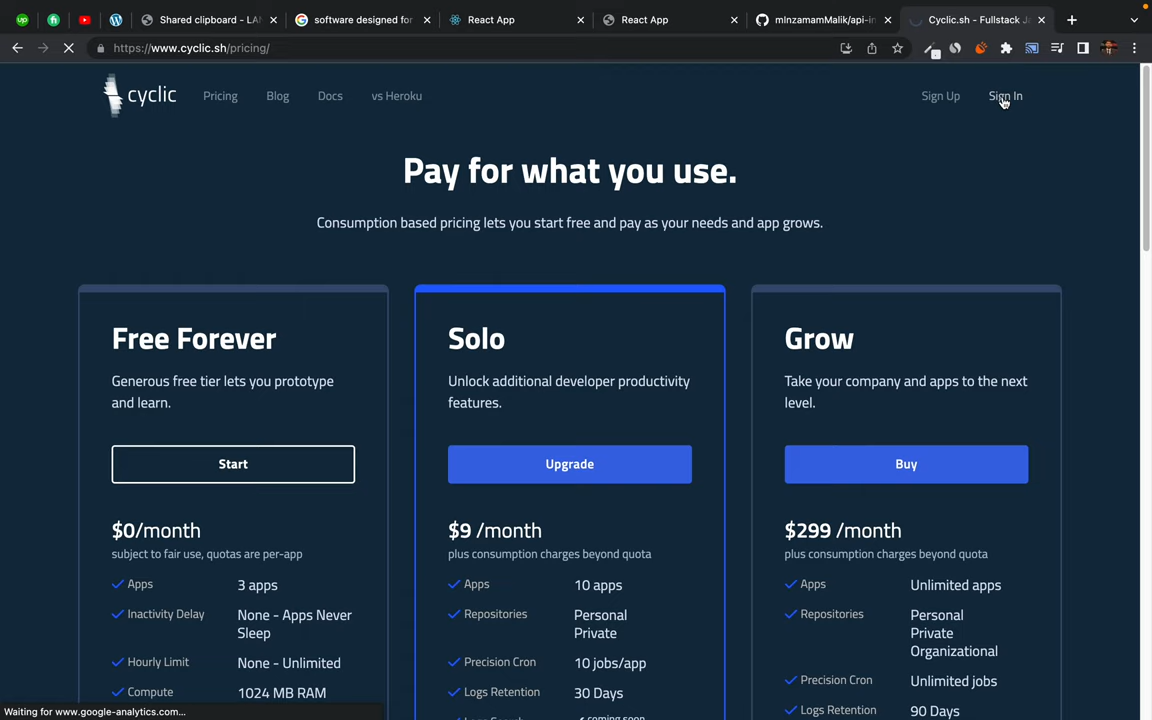 Shared clipboard - LAN
software designed for
React App
React App
mInzamamMalik/api-in
Cyclic.sh - Fullstack Ja
https://www.cyclic.sh/pricing/
cyclic
Pricing
Blog
Docs
vs Heroku
Sign Up
Sign In
Pay for what you use.
Consumption based pricing lets you start free and pay as your needs and app grows.
Free Forever
Generous free tier lets you prototype
and learn.
Start
$0/month
subject to fair use, quotas are per-app
Apps 3 apps
Inactivity Delay None - Apps Never
Sleep
Hourly Limit None - Unlimited
Compute 1024 MB RAM
Solo
Unlock additional developer productivity
features.
Upgrade
$9 /month
plus consumption charges beyond quota
Apps 10 apps
Repositories Personal
Private
Precision Cron 10 jobs/app
Logs Retention 30 Days
coming soon
Grow
Take your company and apps to the next
level.
Buy
$299 /month
plus consumption charges beyond quota
Apps Unlimited apps
Repositories Personal
Private
Organizational
Precision Cron Unlimited jobs
Logs Retention 90 Days
Waiting for www.google-analytics.com...